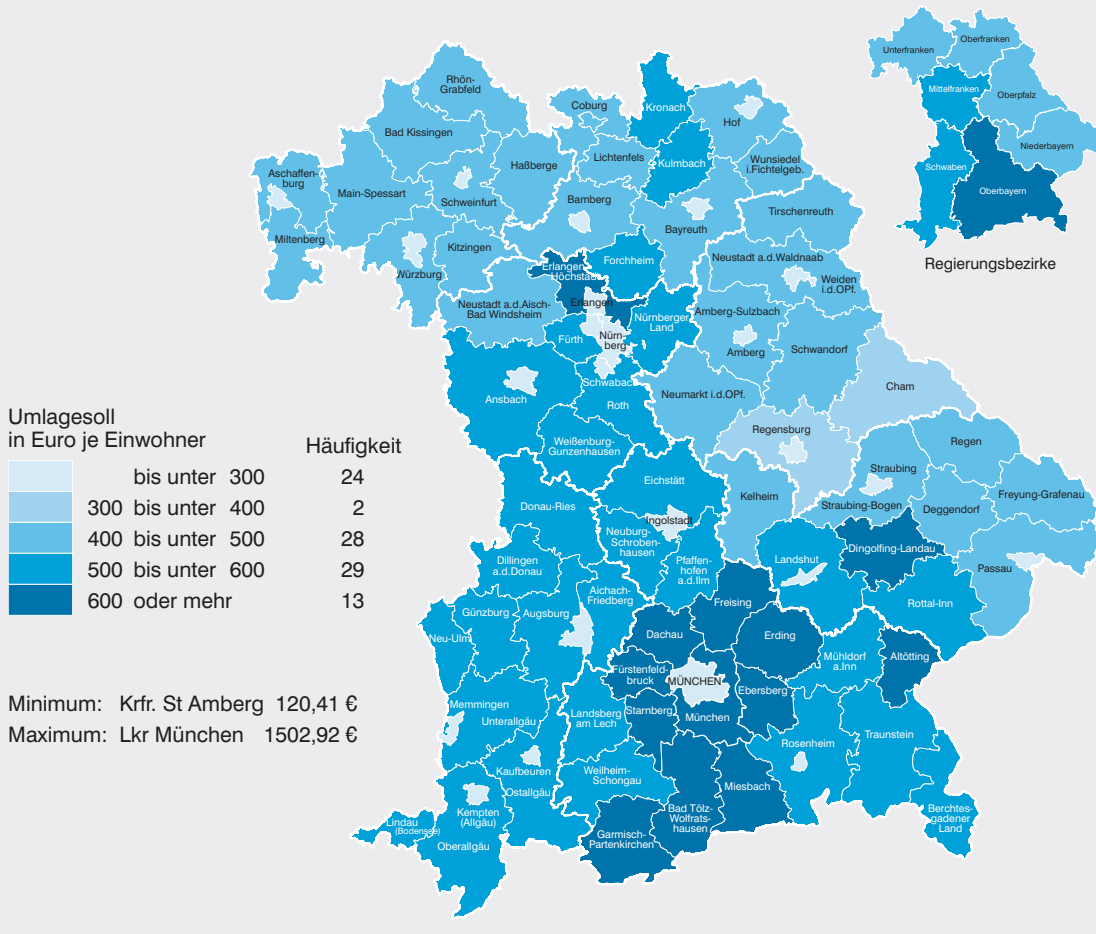 Unterfranken
Oberfranken
Mittelfranken
Oberpfalz
Niederbayern
Schwaben
Oberbayern
Regierungsbezirke
Rhön-
Grabfeld
Coburg
Kronach
Hof
Bad Kissingen
Lichtenfels
Kulmbach
Wunsiedel
i.Fichtelgeb.
Haßberge
Aschaffen-
burg
Main-Spessart
Schweinfurt
Bamberg
Bayreuth
Tirschenreuth
Miltenberg
Kitzingen
Würzburg
Forchheim
Neustadt a.d.Waldnaab
Erlangen-
Höchstadt
Weiden
i.d.OPf.
Neustadt a.d.Aisch-
Bad Windsheim
Erlangen
Nürnberger
Land
Amberg-Sulzbach
Fürth
Nürn-
berg
Amberg
Schwandorf
Ansbach
Schwabach
Roth
Neumarkt i.d.OPf.
Cham
Regensburg
Weißenburg-
Gunzenhausen
Regen
Straubing
Eichstätt
Kelheim
Straubing-Bogen
Deggendorf
Freyung-Grafenau
Donau-Ries
Ingolstadt
Neuburg-
Schroben-
hausen
Dingolfing-Landau
Dillingen
a.d.Donau
Pfaffen-
hofen
a.d.Ilm
Landshut
Passau
Aichach-
Friedberg
Freising
Rottal-Inn
Günzburg
Augsburg
Neu-Ulm
Dachau
Erding
Mühldorf
a.Inn
Altötting
Fürstenfeld-
bruck
MÜNCHEN
Ebersberg
Memmingen
Unterallgäu
Landsberg
am Lech
Starnberg
München
Rosenheim
Traunstein
Kaufbeuren
Ostallgäu
Weilheim-
Schongau
Miesbach
Bad Tölz-
Wolfrats-
hausen
Kempten
(Allgäu)
Lindau
(Bodensee)
Oberallgäu
Garmisch-
Partenkirchen
Berchtes-
gadener
Land
Umlagesoll
in Euro je Einwohner
Häufigkeit
bis unter 300 24
300 bis unter 400 2
400 bis unter 500 28
500 bis unter 600 29
600 oder mehr 13
Minimum: Krfr. St Amberg 120,41 €
Maximum: Lkr München 1502,92 €